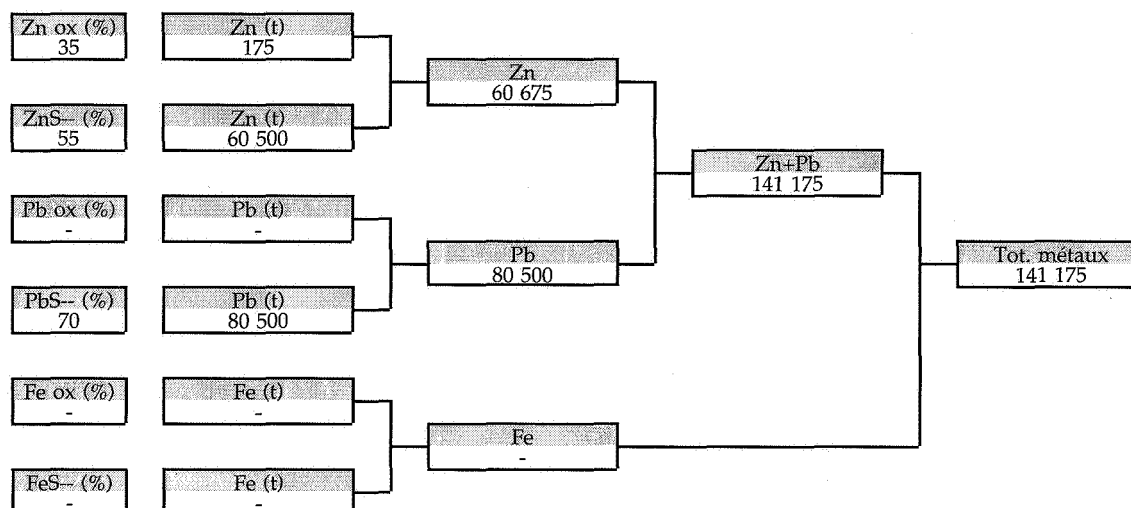 Zn ox (%)
35
Zn (t)
175
Zn
60 675
ZnS-- (%)
55
Zn (t)
60 500
Zn+Pb
141 175
Pb ox (%)
-
Pb (t)
-
Pb
80 500
Tot. métaux
141 175
PbS-- (%)
70
Pb (t)
80 500
Fe ox (%)
-
Fe (t)
-
Fe
-
FeS-- (%)
-
Fe (t)
-